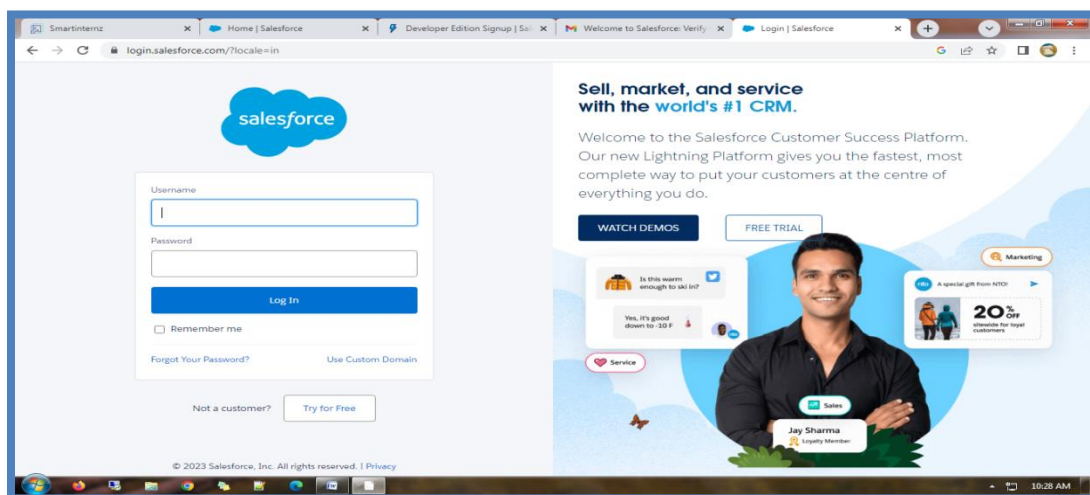 Smartinternz
Home | Salesforce
Developer Edition Signup | Sal
Welcome to Salesforce: Verify
Login | Salesforce
login.salesforce.com/?locale=in
salesforce
Username
Password
Log In
Remember me
Forgot Your Password?
Use Custom Domain
Not a customer?
Try for Free
© 2023 Salesforce, Inc. All rights reserved. | Privacy
Sell, market, and service
with the world's #1 CRM.
Welcome to the Salesforce Customer Success Platform.
Our new Lightning Platform gives you the fastest, most
complete way to put your customers at the centre of
everything you do.
WATCH DEMOS
FREE TRIAL
Marketing
Is this warm
enough to ski in?
Yes, it's good
down to -10 F
nto
A special gift from NTO!
20% OFF
sitewide for loyal
customers
Service
Sales
Jay Sharma
Loyalty Member
10:28 AM